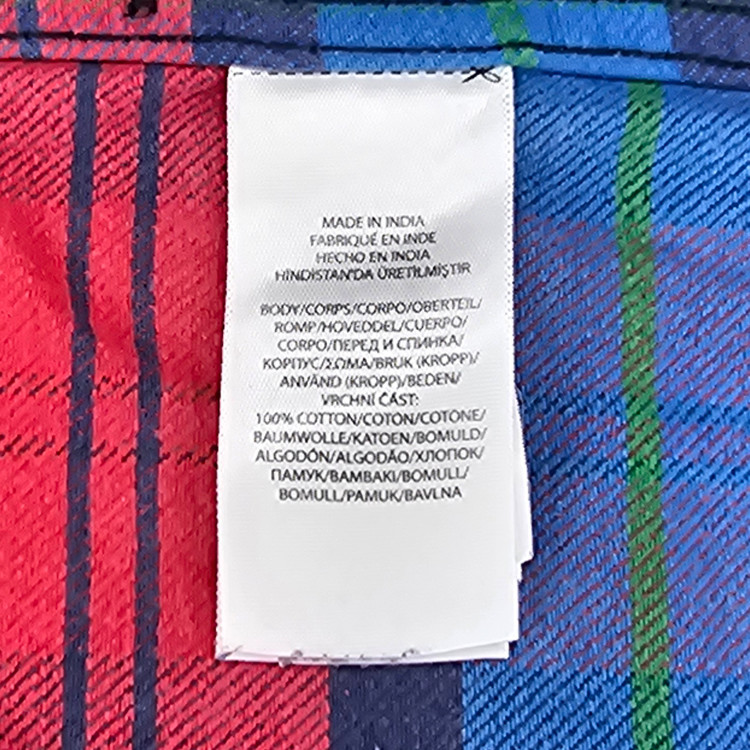 MADE IN INDIA
FABRIQUÉ EN INDE
HECHO EN INDIA
HİNDİSTAN'DA ÜRETİLMİŞTİR
BODY/CORPS/CORPO/OBERTEIL/
ROMP/HOVEDDEL/CUERPO/
CORPO/ПЕРЕД И СПИНКА/
КОРПУС/ΣΩΜΑ/BRUK (KROPP)/
ANVÄND (KROPP)/BEDEN/
VRCHNÍ ČÁST:
100% COTTON/COTON/COTONE/
BAUMWOLLE/KATOEN/BOMULD/
ALGODÓN/ALGODÃO/ХЛОПОК/
ПАМУК/ΒΑΜΒΑΚΙ/BOMULL/
BOMULL/PAMUK/BAVLNA